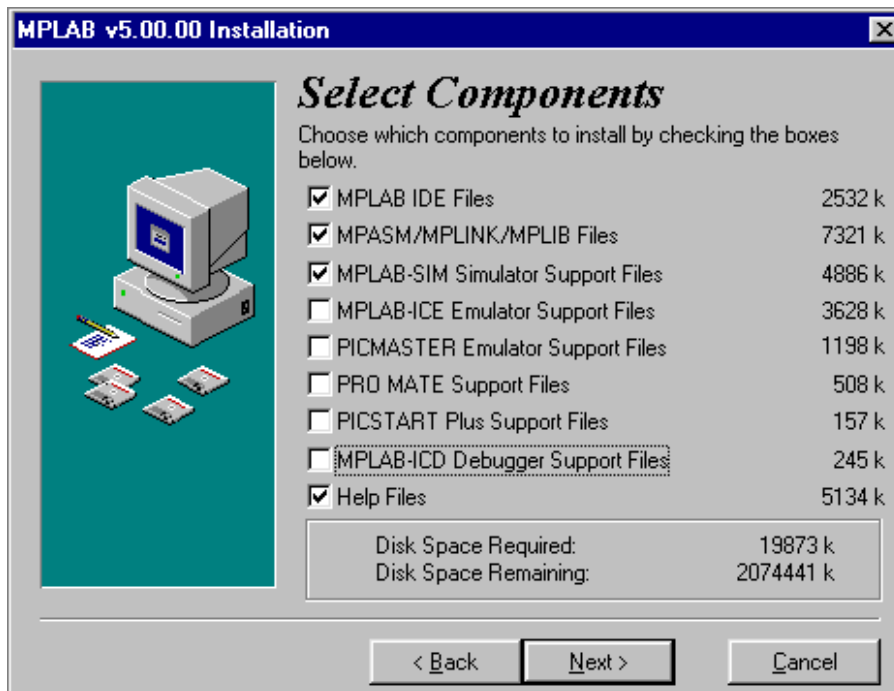 MPLAB v5.00.00 Installation
Select Components
Choose which components to install by checking the boxes
below.
MPLAB IDE Files 2532 k
MPASM/MPLINK/MPLIB Files 7321 k
MPLAB-SIM Simulator Support Files 4886 k
MPLAB-ICE Emulator Support Files 3628 k
PICMASTER Emulator Support Files 1198 k
PRO MATE Support Files 508 k
PICSTART Plus Support Files 157 k
MPLAB-ICD Debugger Support Files 245 k
Help Files 5134 k
Disk Space Required: 19873 k
Disk Space Remaining: 2074441 k
< Back Next > Cancel